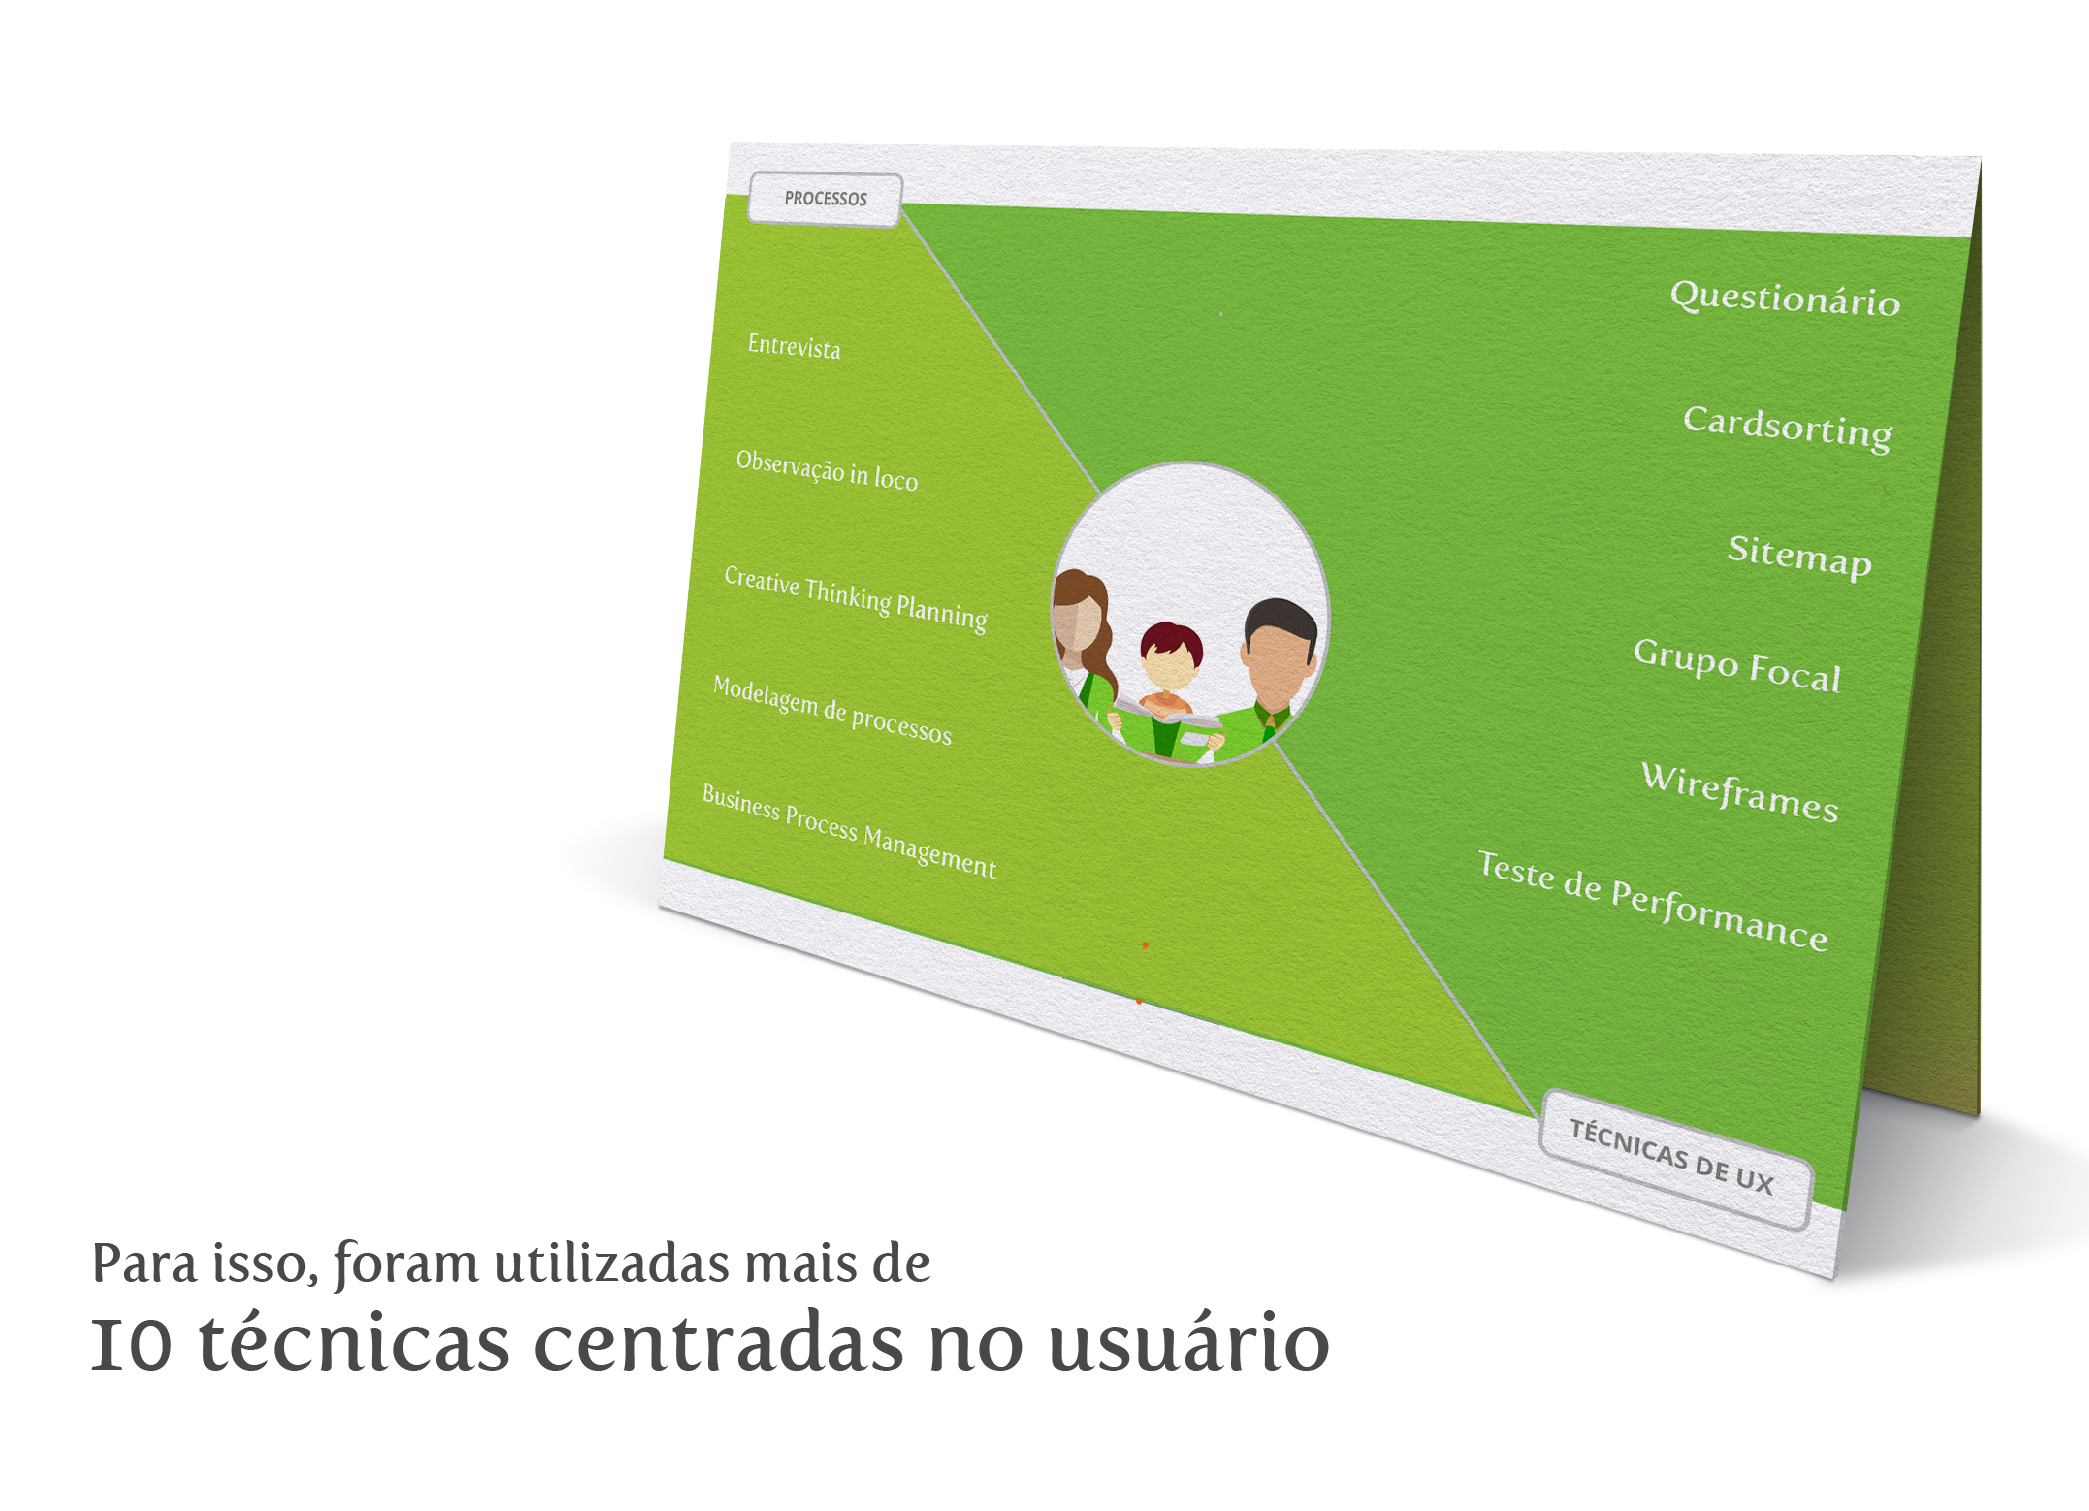 PROCESSOS
Entrevista
Observação in loco
Creative Thinking Planning
Modelagem de processos
Business Process Management
Questionário
Cardsorting
Sitemap
Grupo Focal
Wireframes
Teste de Performance
TÉCNICAS DE UX
Para isso, foram utilizadas mais de
10 técnicas centradas no usuário